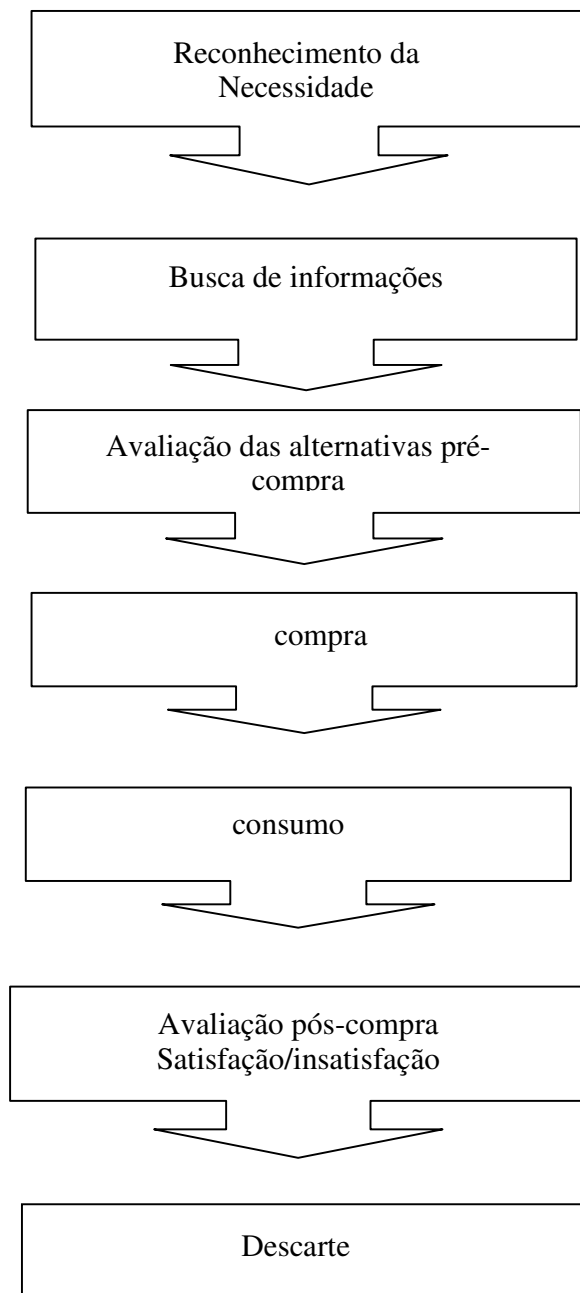 Reconhecimento da
Necessidade
Busca de informações
Avaliação das alternativas pré-
compra
compra
consumo
Avaliação pós-compra
Satisfação/insatisfação
Descarte